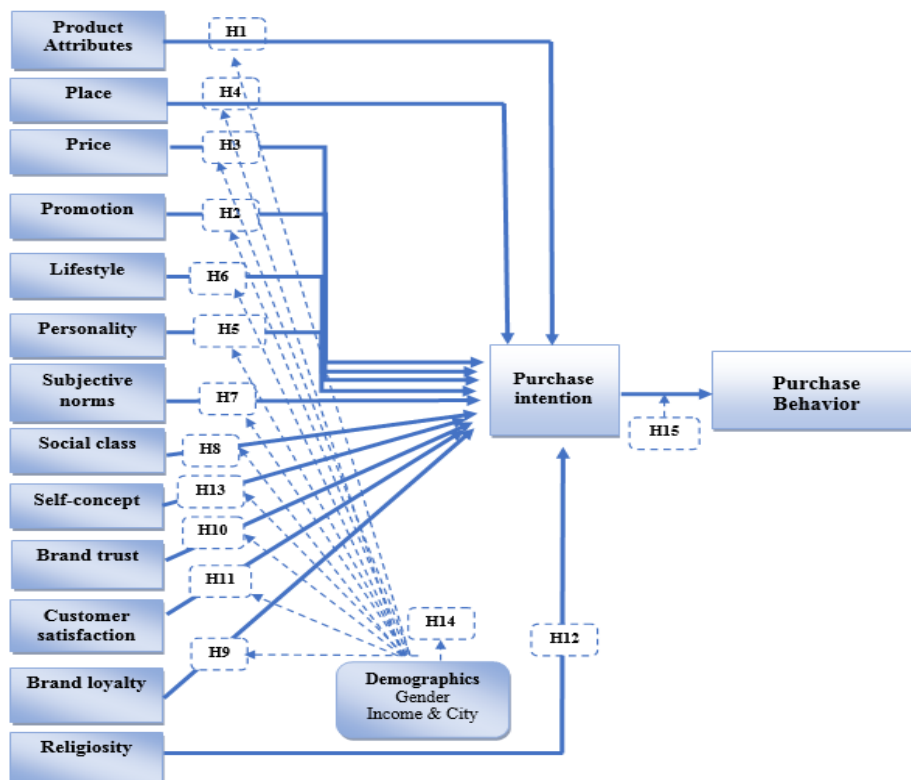 Product
Attributes
H1
Place
H4
Price
H3
Promotion
H2
Lifestyle
H6
Personality
H5
Subjective
norms
H7
Social class
H8
Self-concept
H13
Brand trust
H10
Customer
satisfaction
H11
Brand loyalty
H9
Religiosity
H12
Demographics
Gender
Income & City
H14
Purchase
intention
H15
Purchase
Behavior